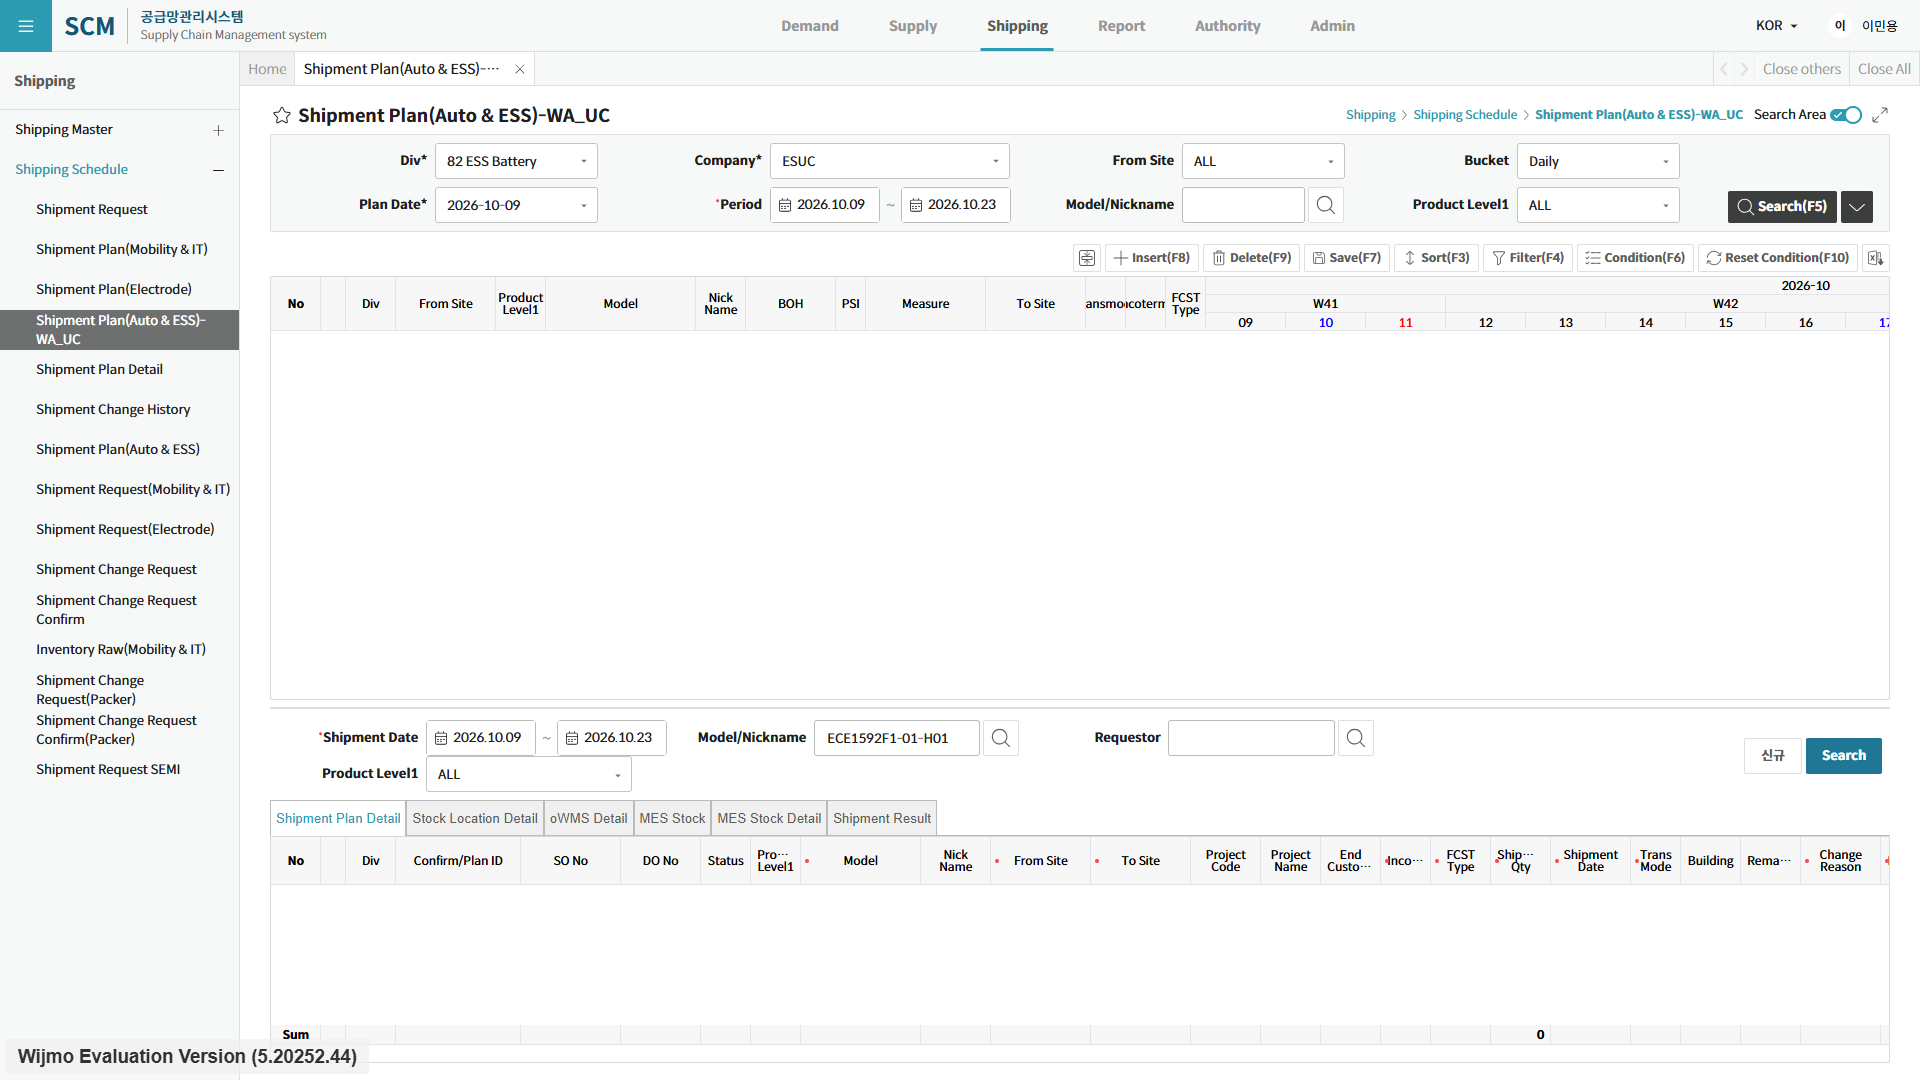 SCM
공급망관리시스템
Supply Chain Management system
Demand
Supply
Shipping
Report
Authority
Admin
KOR
이
이민용
Shipping
Home
Shipment Plan(Auto & ESS)-···
Close others
Close All
Shipping Master
Shipping Schedule
Shipment Request
Shipment Plan(Mobility & IT)
Shipment Plan(Electrode)
Shipment Plan(Auto & ESS)-
WA_UC
Shipment Plan Detail
Shipment Change History
Shipment Plan(Auto & ESS)
Shipment Request(Mobility & IT)
Shipment Request(Electrode)
Shipment Change Request
Shipment Change Request
Confirm
Inventory Raw(Mobility & IT)
Shipment Change
Request(Packer)
Shipment Change Request
Confirm(Packer)
Shipment Request SEMI
Shipment Plan(Auto & ESS)-WA_UC
Shipping > Shipping Schedule > Shipment Plan(Auto & ESS)-WA_UC
Search Area
Div* 82 ESS Battery
Company* ESUC
From Site ALL
Bucket Daily
Plan Date* 2026-10-09
*Period 2026.10.09 ~ 2026.10.23
Model/Nickname
Product Level1 ALL
Search(F5)
Insert(F8)
Delete(F9)
Save(F7)
Sort(F3)
Filter(F4)
Condition(F6)
Reset Condition(F10)
No
Div
From Site
Product
Level1
Model
Nick
Name
BOH
PSI
Measure
To Site
ansmo
coterm
FCST
Type
2026-10
W41
W42
09 10 11 12 13 14 15 16 17
*Shipment Date 2026.10.09 ~ 2026.10.23
Model/Nickname ECE1592F1-01-H01
Requestor
Product Level1 ALL
신규
Search
Shipment Plan Detail
Stock Location Detail
oWMS Detail
MES Stock
MES Stock Detail
Shipment Result
No
Div
Confirm/Plan ID
SO No
DO No
Status
Pro···
Level1
Model
Nick
Name
From Site
To Site
Project
Code
Project
Name
End
Custo···
Inco···
FCST
Type
Ship···
Qty
Shipment
Date
Trans
Mode
Building
Rema···
Change
Reason
Sum
0
Wijmo Evaluation Version (5.20252.44)